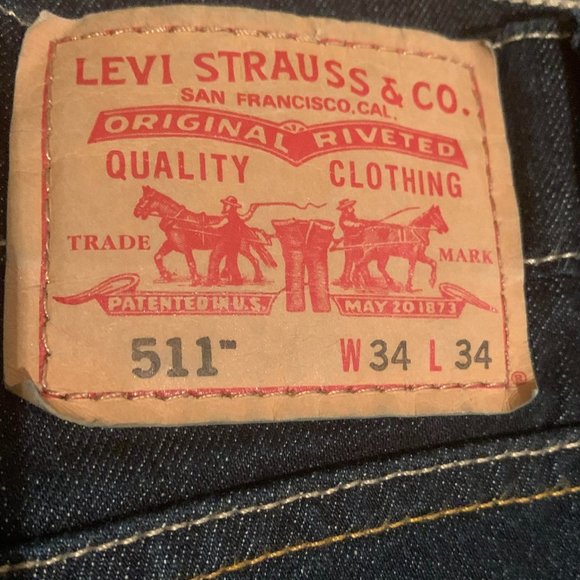 LEVI STRAUSS & CO.
SAN FRANCISCO, CAL.
ORIGINAL RIVETED
QUALITY CLOTHING
TRADE MARK
PATENTED IN U.S. MAY 20 1873
511™ W 34 L 34
®